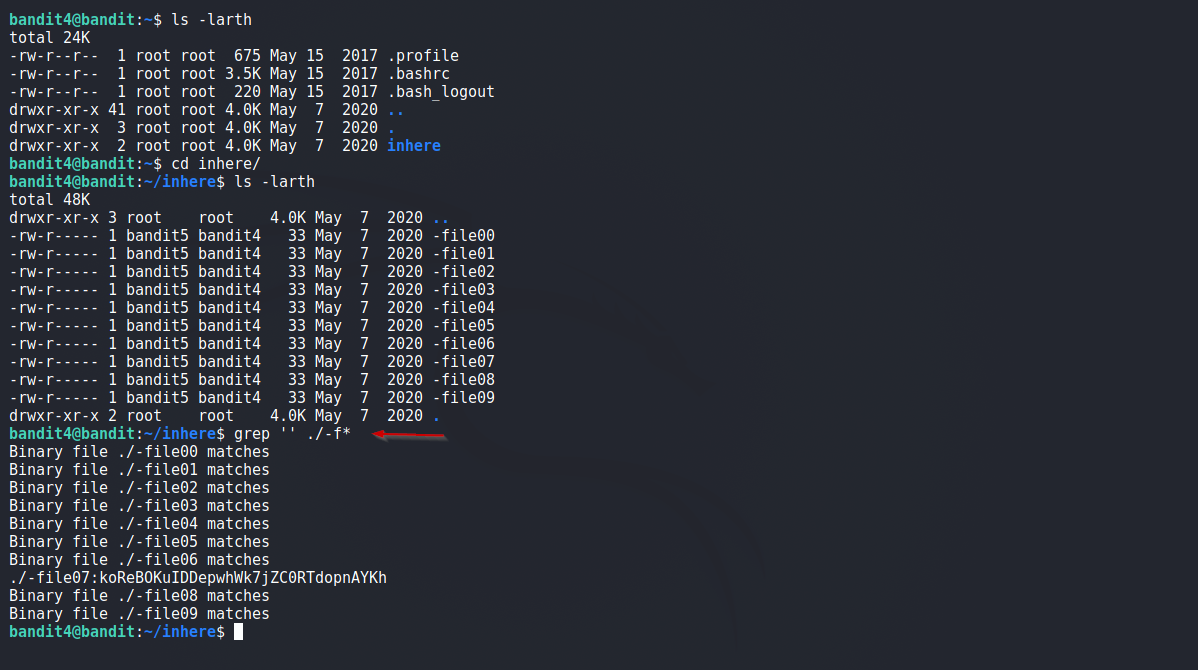 bandit4@bandit:~$ ls -larth
total 24K
-rw-r--r--  1 root root  675 May 15  2017 .profile
-rw-r--r--  1 root root 3.5K May 15  2017 .bashrc
-rw-r--r--  1 root root  220 May 15  2017 .bash_logout
drwxr-xr-x 41 root root 4.0K May  7  2020 ..
drwxr-xr-x  3 root root 4.0K May  7  2020 .
drwxr-xr-x  2 root root 4.0K May  7  2020 inhere
bandit4@bandit:~$ cd inhere/
bandit4@bandit:~/inhere$ ls -larth
total 48K
drwxr-xr-x 3 root    root    4.0K May  7  2020 ..
-rw-r----- 1 bandit5 bandit4   33 May  7  2020 -file00
-rw-r----- 1 bandit5 bandit4   33 May  7  2020 -file01
-rw-r----- 1 bandit5 bandit4   33 May  7  2020 -file02
-rw-r----- 1 bandit5 bandit4   33 May  7  2020 -file03
-rw-r----- 1 bandit5 bandit4   33 May  7  2020 -file04
-rw-r----- 1 bandit5 bandit4   33 May  7  2020 -file05
-rw-r----- 1 bandit5 bandit4   33 May  7  2020 -file06
-rw-r----- 1 bandit5 bandit4   33 May  7  2020 -file07
-rw-r----- 1 bandit5 bandit4   33 May  7  2020 -file08
-rw-r----- 1 bandit5 bandit4   33 May  7  2020 -file09
drwxr-xr-x 2 root    root    4.0K May  7  2020 .
bandit4@bandit:~/inhere$ grep '' ./-f*
Binary file ./-file00 matches
Binary file ./-file01 matches
Binary file ./-file02 matches
Binary file ./-file03 matches
Binary file ./-file04 matches
Binary file ./-file05 matches
Binary file ./-file06 matches
./-file07:koReBOKuIDDepwhWk7jZC0RTdopnAYKh
Binary file ./-file08 matches
Binary file ./-file09 matches
bandit4@bandit:~/inhere$